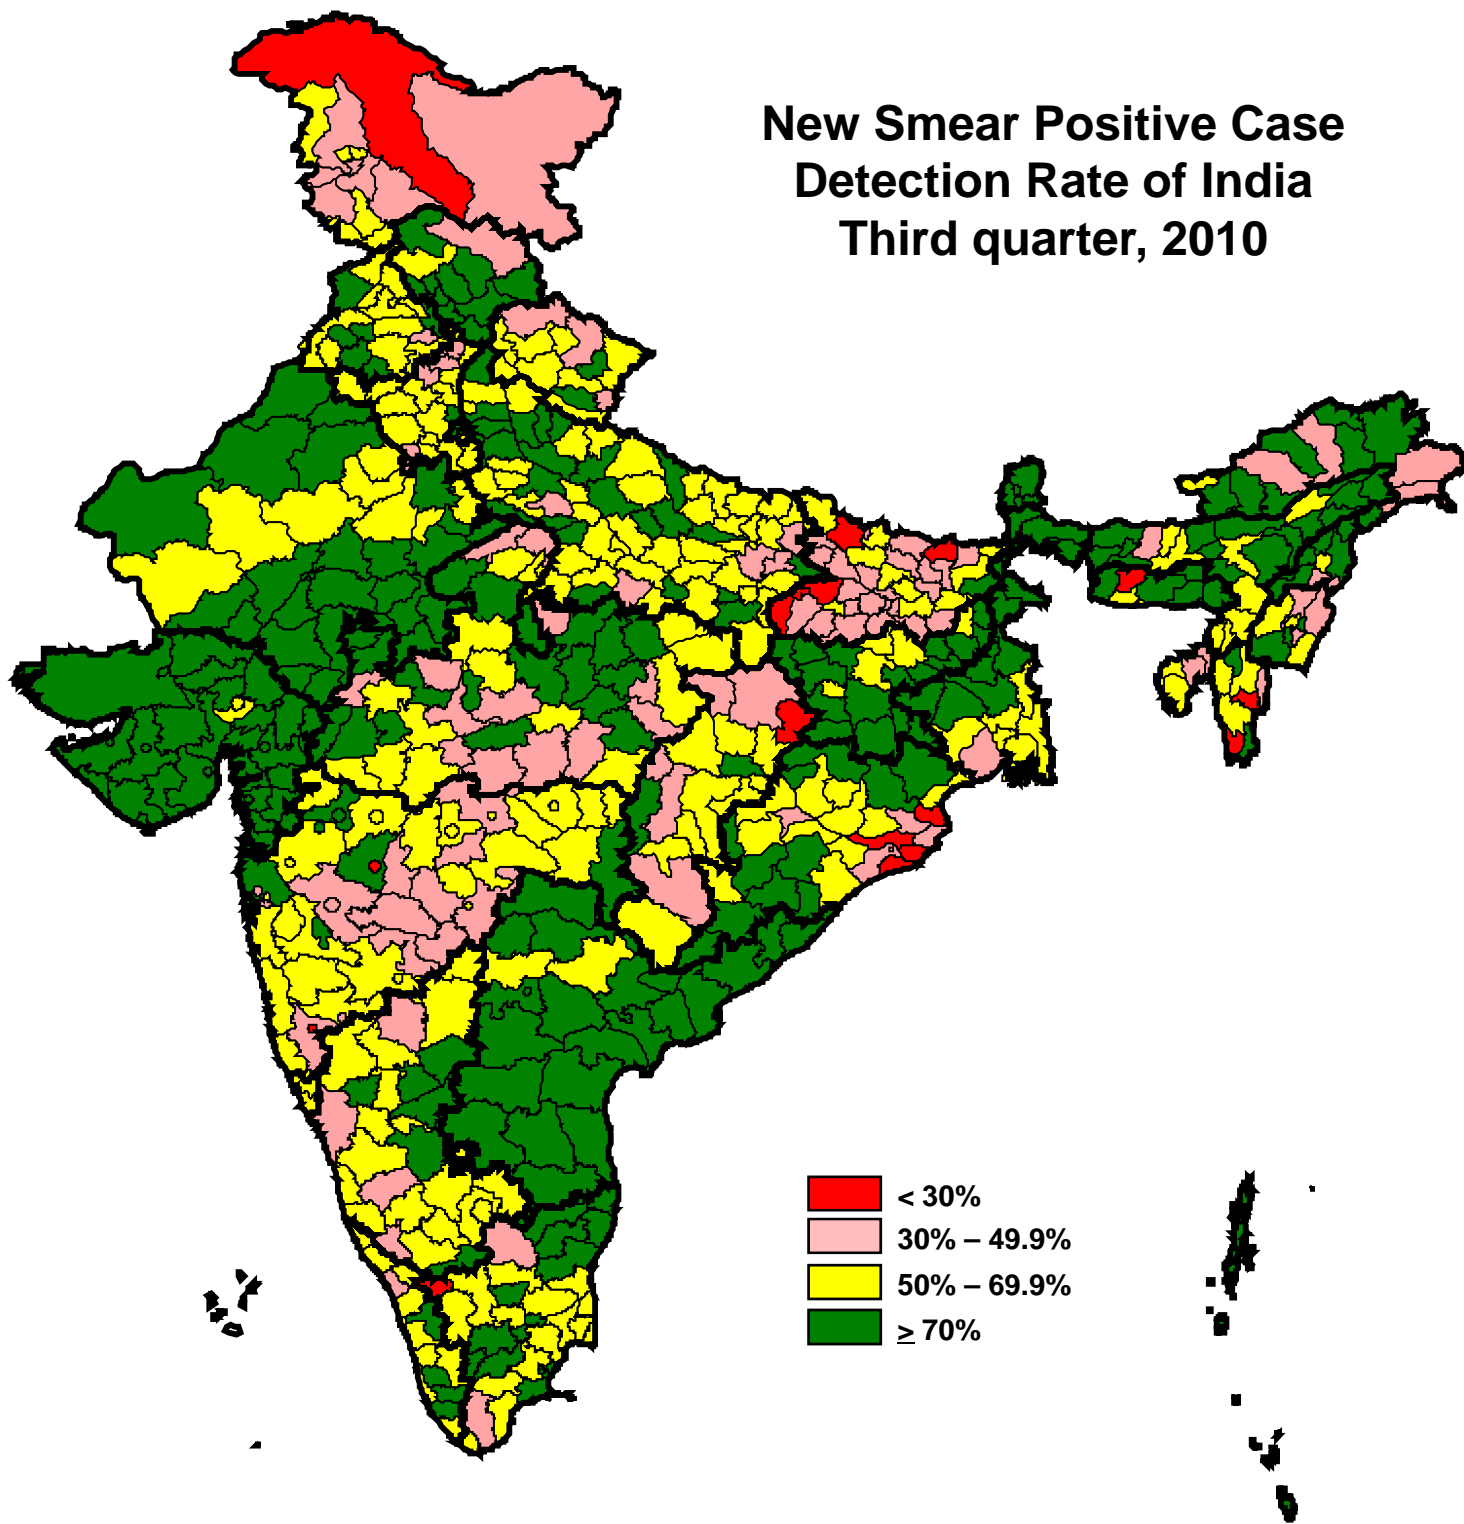 New Smear Positive Case
Detection Rate of India
Third quarter, 2010
< 30%
30% – 49.9%
50% – 69.9%
≥ 70%